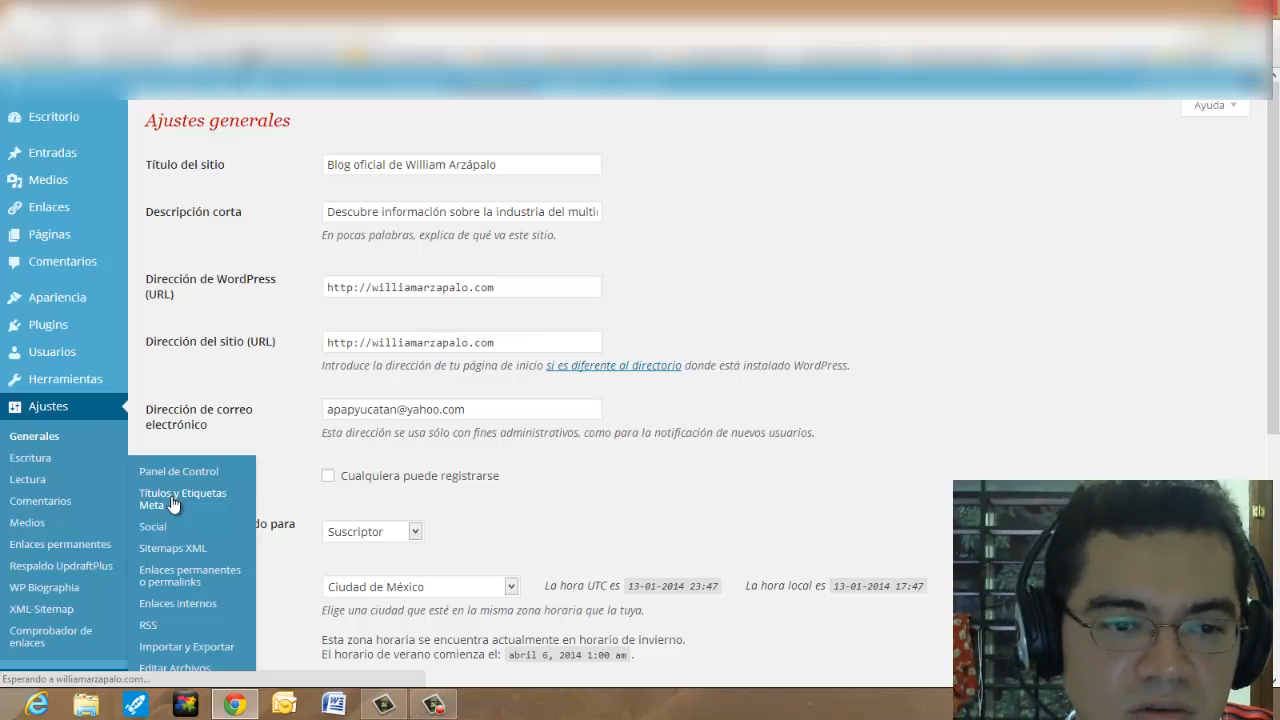 Ayuda
Escritorio
Entradas
Medios
Enlaces
Páginas
Comentarios
Apariencia
Plugins
Usuarios
Herramientas
Ajustes
Generales
Escritura
Lectura
Comentarios
Medios
Enlaces permanentes
Respaldo UpdraftPlus
WP Biographia
XML-Sitemap
Comprobador de
enlaces
Panel de Control
Títulos y Etiquetas
Meta
Social
Sitemaps XML
Enlaces permanentes
o permalinks
Enlaces internos
RSS
Importar y Exportar
Editar Archivos
Ajustes generales
Título del sitio
Blog oficial de William Arzápalo
Descripción corta
Descubre información sobre la industria del multi
En pocas palabras, explica de qué va este sitio.
Dirección de WordPress
(URL)
http://williamarzapalo.com
Dirección del sitio (URL)
http://williamarzapalo.com
Introduce la dirección de tu página de inicio si es diferente al directorio donde está instalado WordPress.
Dirección de correo
electrónico
apapyucatan@yahoo.com
Esta dirección se usa sólo con fines administrativos, como para la notificación de nuevos usuarios.
Cualquiera puede registrarse
do para
Suscriptor
Ciudad de México
La hora UTC es 13-01-2014 23:47
La hora local es 13-01-2014 17:47
Elige una ciudad que esté en la misma zona horaria que la tuya.
Esta zona horaria se encuentra actualmente en horario de invierno.
El horario de verano comienza el: abril 6, 2014 1:00 am .
Esperando a williamarzapalo.com...